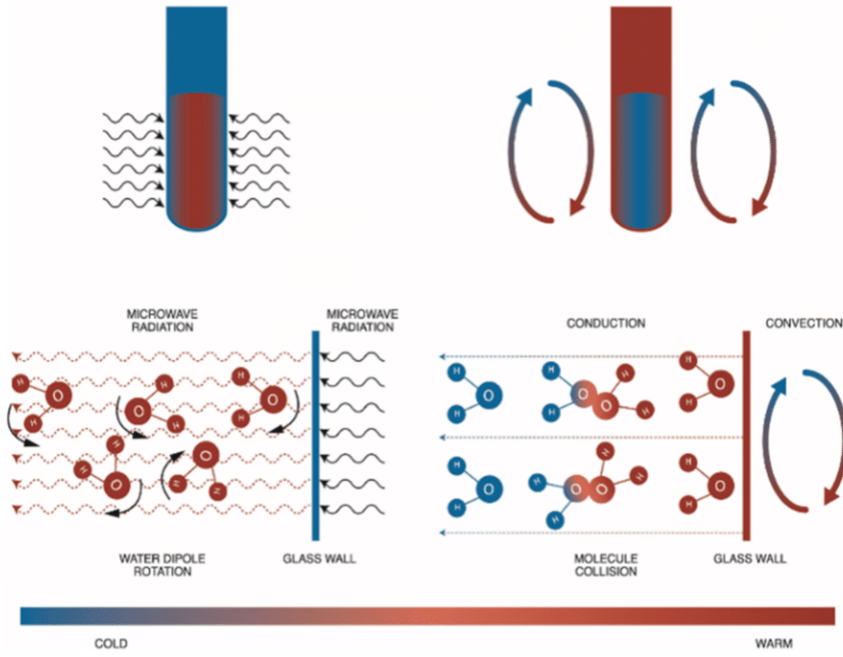 MICROWAVE
RADIATION
MICROWAVE
RADIATION
H
O
H
H
O
H
H
O
H
H
O
H
O
H
H
WATER DIPOLE
ROTATION
GLASS WALL
CONDUCTION
CONVECTION
H
O
H
H
O
H
O
H
H
H
O
H
H
O
H
H
O
H
O
H
H
H
O
H
MOLECULE
COLLISION
GLASS WALL
COLD
WARM